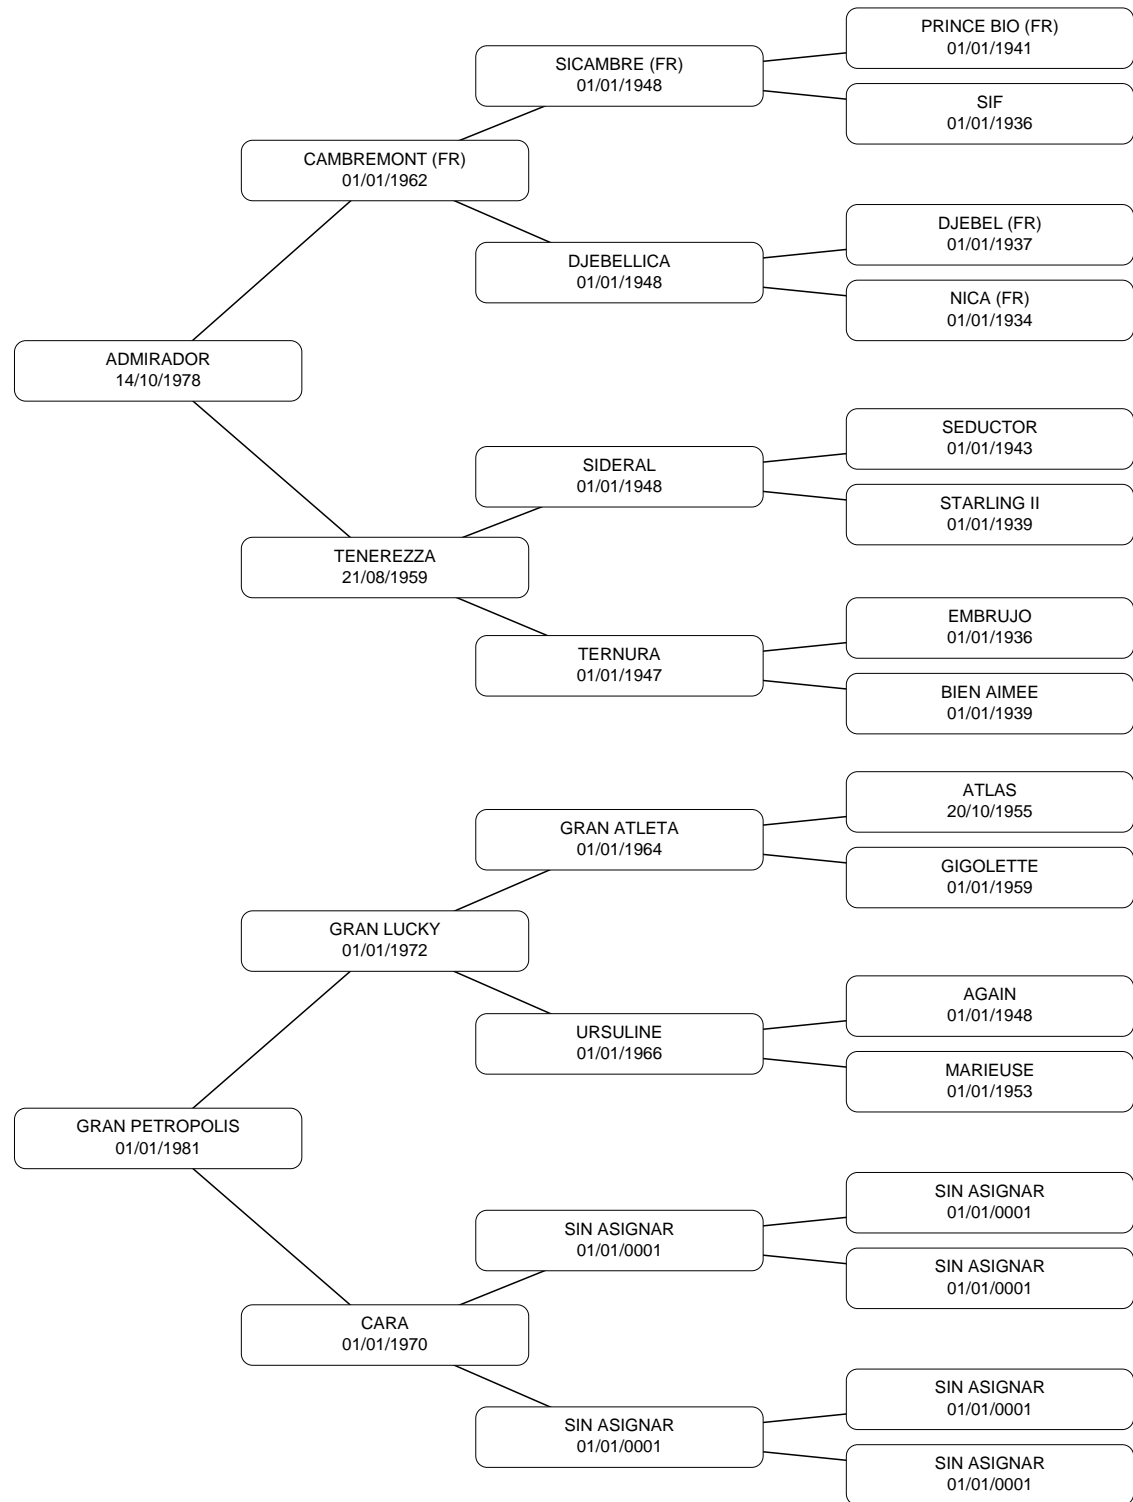 PRINCE BIO (FR)
01/01/1941
SICAMBRE (FR)
01/01/1948
SIF
01/01/1936
CAMBREMONT (FR)
01/01/1962
DJEBEL (FR)
01/01/1937
DJEBELLICA
01/01/1948
NICA (FR)
01/01/1934
ADMIRADOR
14/10/1978
SEDUCTOR
01/01/1943
SIDERAL
01/01/1948
STARLING II
01/01/1939
TENEREZZA
21/08/1959
EMBRUJO
01/01/1936
TERNURA
01/01/1947
BIEN AIMEE
01/01/1939
ATLAS
20/10/1955
GRAN ATLETA
01/01/1964
GIGOLETTE
01/01/1959
GRAN LUCKY
01/01/1972
AGAIN
01/01/1948
URSULINE
01/01/1966
MARIEUSE
01/01/1953
GRAN PETROPOLIS
01/01/1981
SIN ASIGNAR
01/01/0001
SIN ASIGNAR
01/01/0001
SIN ASIGNAR
01/01/0001
CARA
01/01/1970
SIN ASIGNAR
01/01/0001
SIN ASIGNAR
01/01/0001
SIN ASIGNAR
01/01/0001